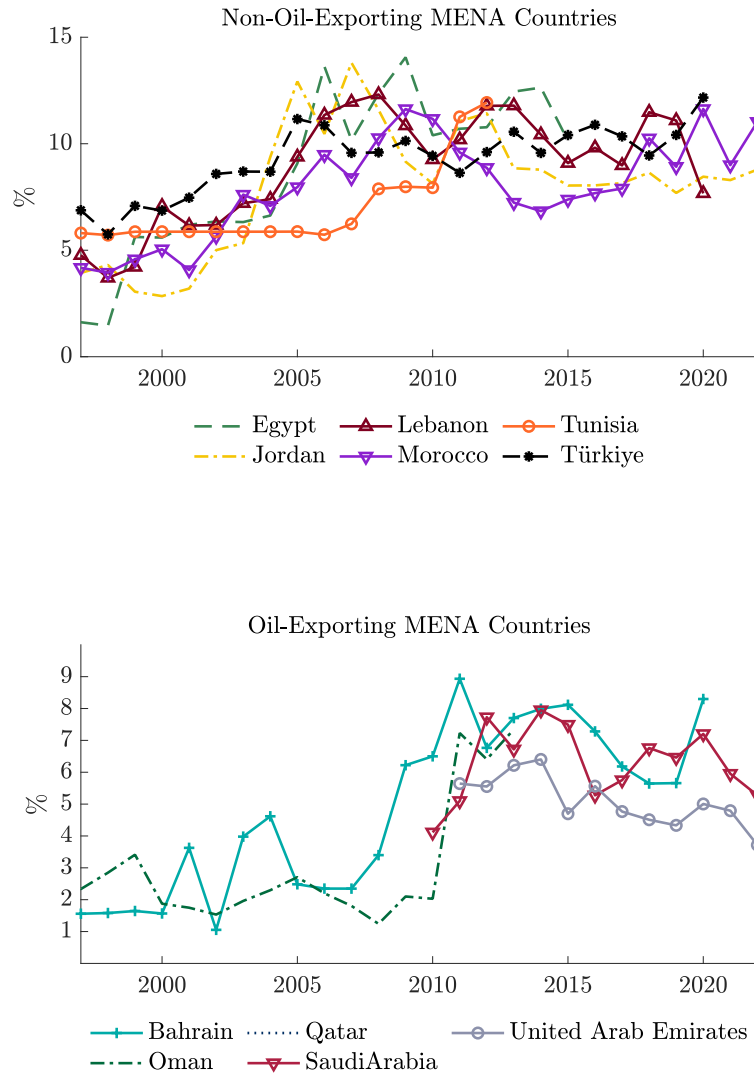 Non-Oil-Exporting MENA Countries
15
10
5
0
%
2000 2005 2010 2015 2020
Egypt Lebanon Tunisia
Jordan Morocco Türkiye
Oil-Exporting MENA Countries
9
8
7
6
5
4
3
2
1
%
2000 2005 2010 2015 2020
Bahrain Qatar United Arab Emirates
Oman SaudiArabia